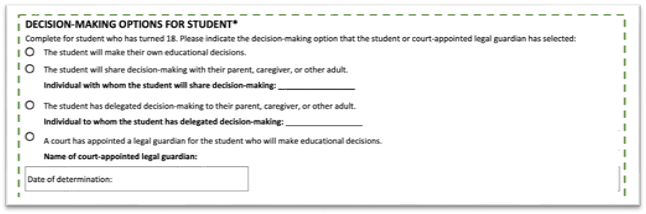 DECISION-MAKING OPTIONS FOR STUDENT*
Complete for student who has turned 18. Please indicate the decision-making option that the student or court-appointed legal guardian has selected:
The student will make their own educational decisions.
The student will share decision-making with their parent, caregiver, or other adult.
Individual with whom the student will share decision-making: _______________
The student has delegated decision-making to their parent, caregiver, or other adult.
Individual to whom the student has delegated decision-making: _______________
A court has appointed a legal guardian for the student who will make educational decisions.
Name of court-appointed legal guardian:
Date of determination: